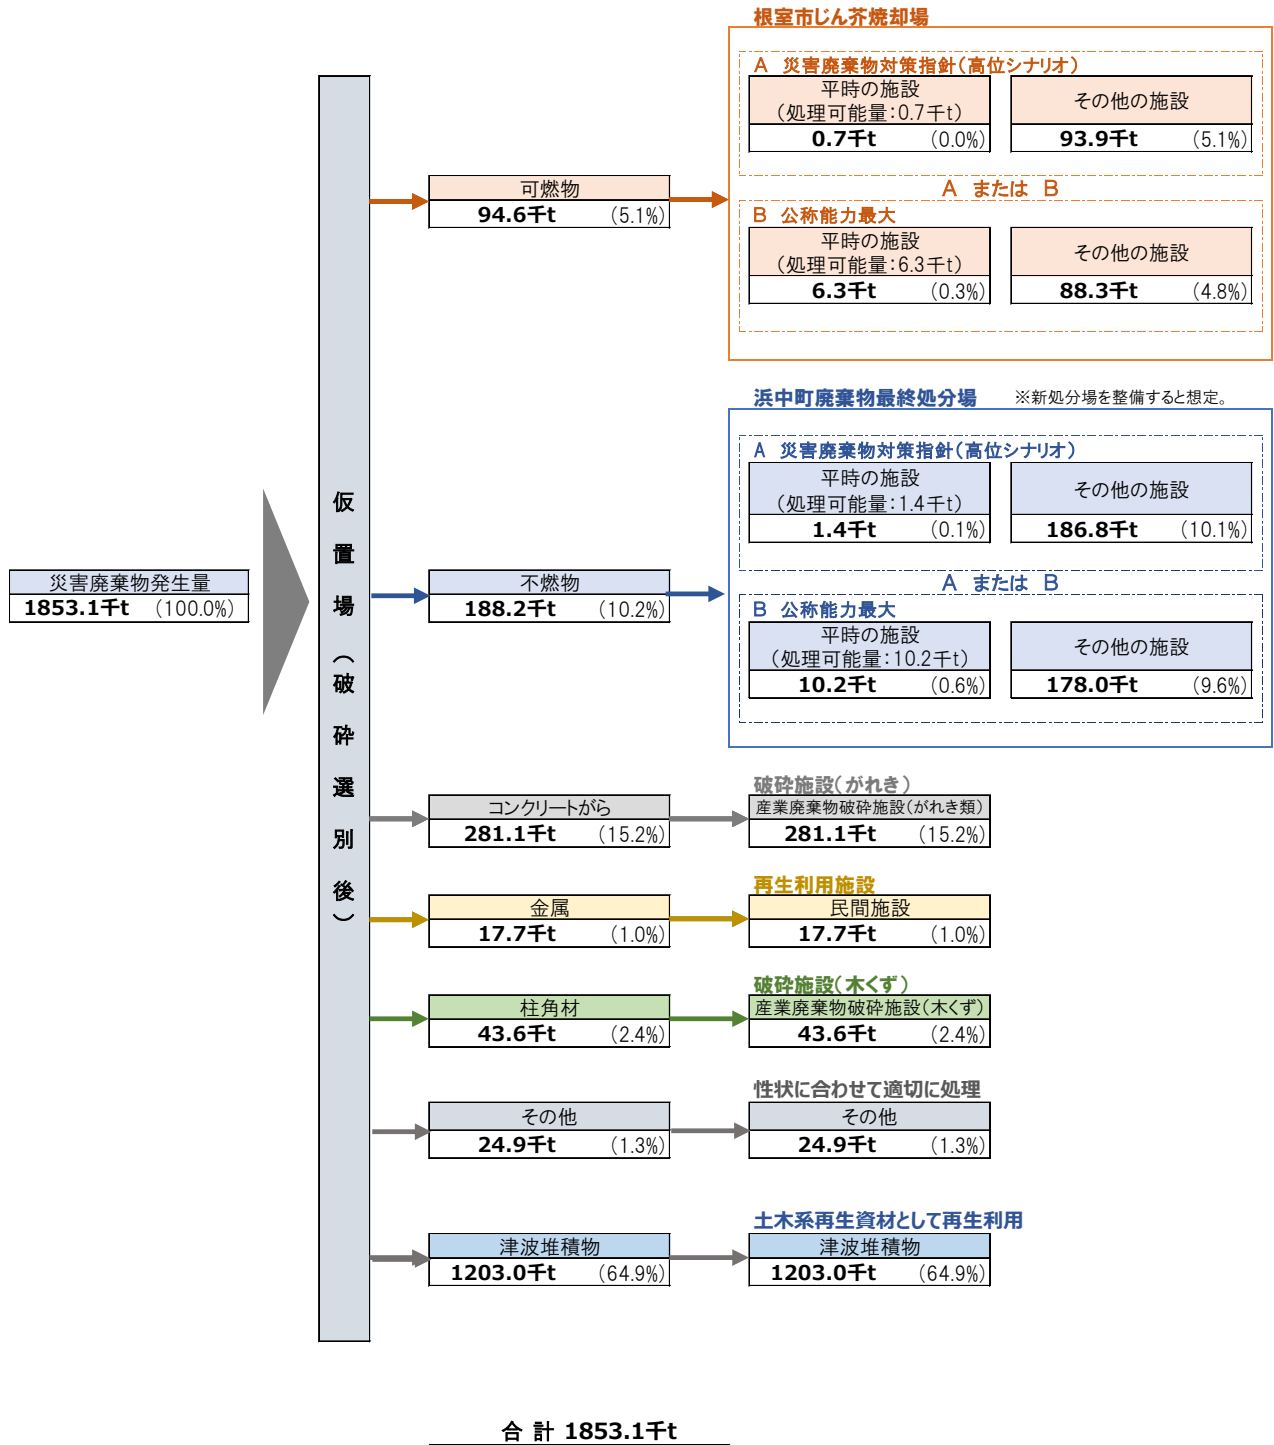 災害廃棄物発生量
1853.1千t （100.0%）
仮置場（破砕選別後）
可燃物
94.6千t （5.1%）
根室市じん芥焼却場
A 災害廃棄物対策指針（高位シナリオ）
平時の施設
（処理可能量：0.7千t）
0.7千t （0.0%）
その他の施設
93.9千t （5.1%）
A または B
B 公称能力最大
平時の施設
（処理可能量：6.3千t）
6.3千t （0.3%）
その他の施設
88.3千t （4.8%）
不燃物
188.2千t （10.2%）
浜中町廃棄物最終処分場 ※新処分場を整備すると想定。
A 災害廃棄物対策指針（高位シナリオ）
平時の施設
（処理可能量：1.4千t）
1.4千t （0.1%）
その他の施設
186.8千t （10.1%）
A または B
B 公称能力最大
平時の施設
（処理可能量：10.2千t）
10.2千t （0.6%）
その他の施設
178.0千t （9.6%）
コンクリートがら
281.1千t （15.2%）
破砕施設（がれき）
産業廃棄物破砕施設（がれき類）
281.1千t （15.2%）
金属
17.7千t （1.0%）
再生利用施設
民間施設
17.7千t （1.0%）
柱角材
43.6千t （2.4%）
破砕施設（木くず）
産業廃棄物破砕施設（木くず）
43.6千t （2.4%）
その他
24.9千t （1.3%）
性状に合わせて適切に処理
その他
24.9千t （1.3%）
津波堆積物
1203.0千t （64.9%）
土木系再生資材として再生利用
津波堆積物
1203.0千t （64.9%）
合 計 1853.1千t